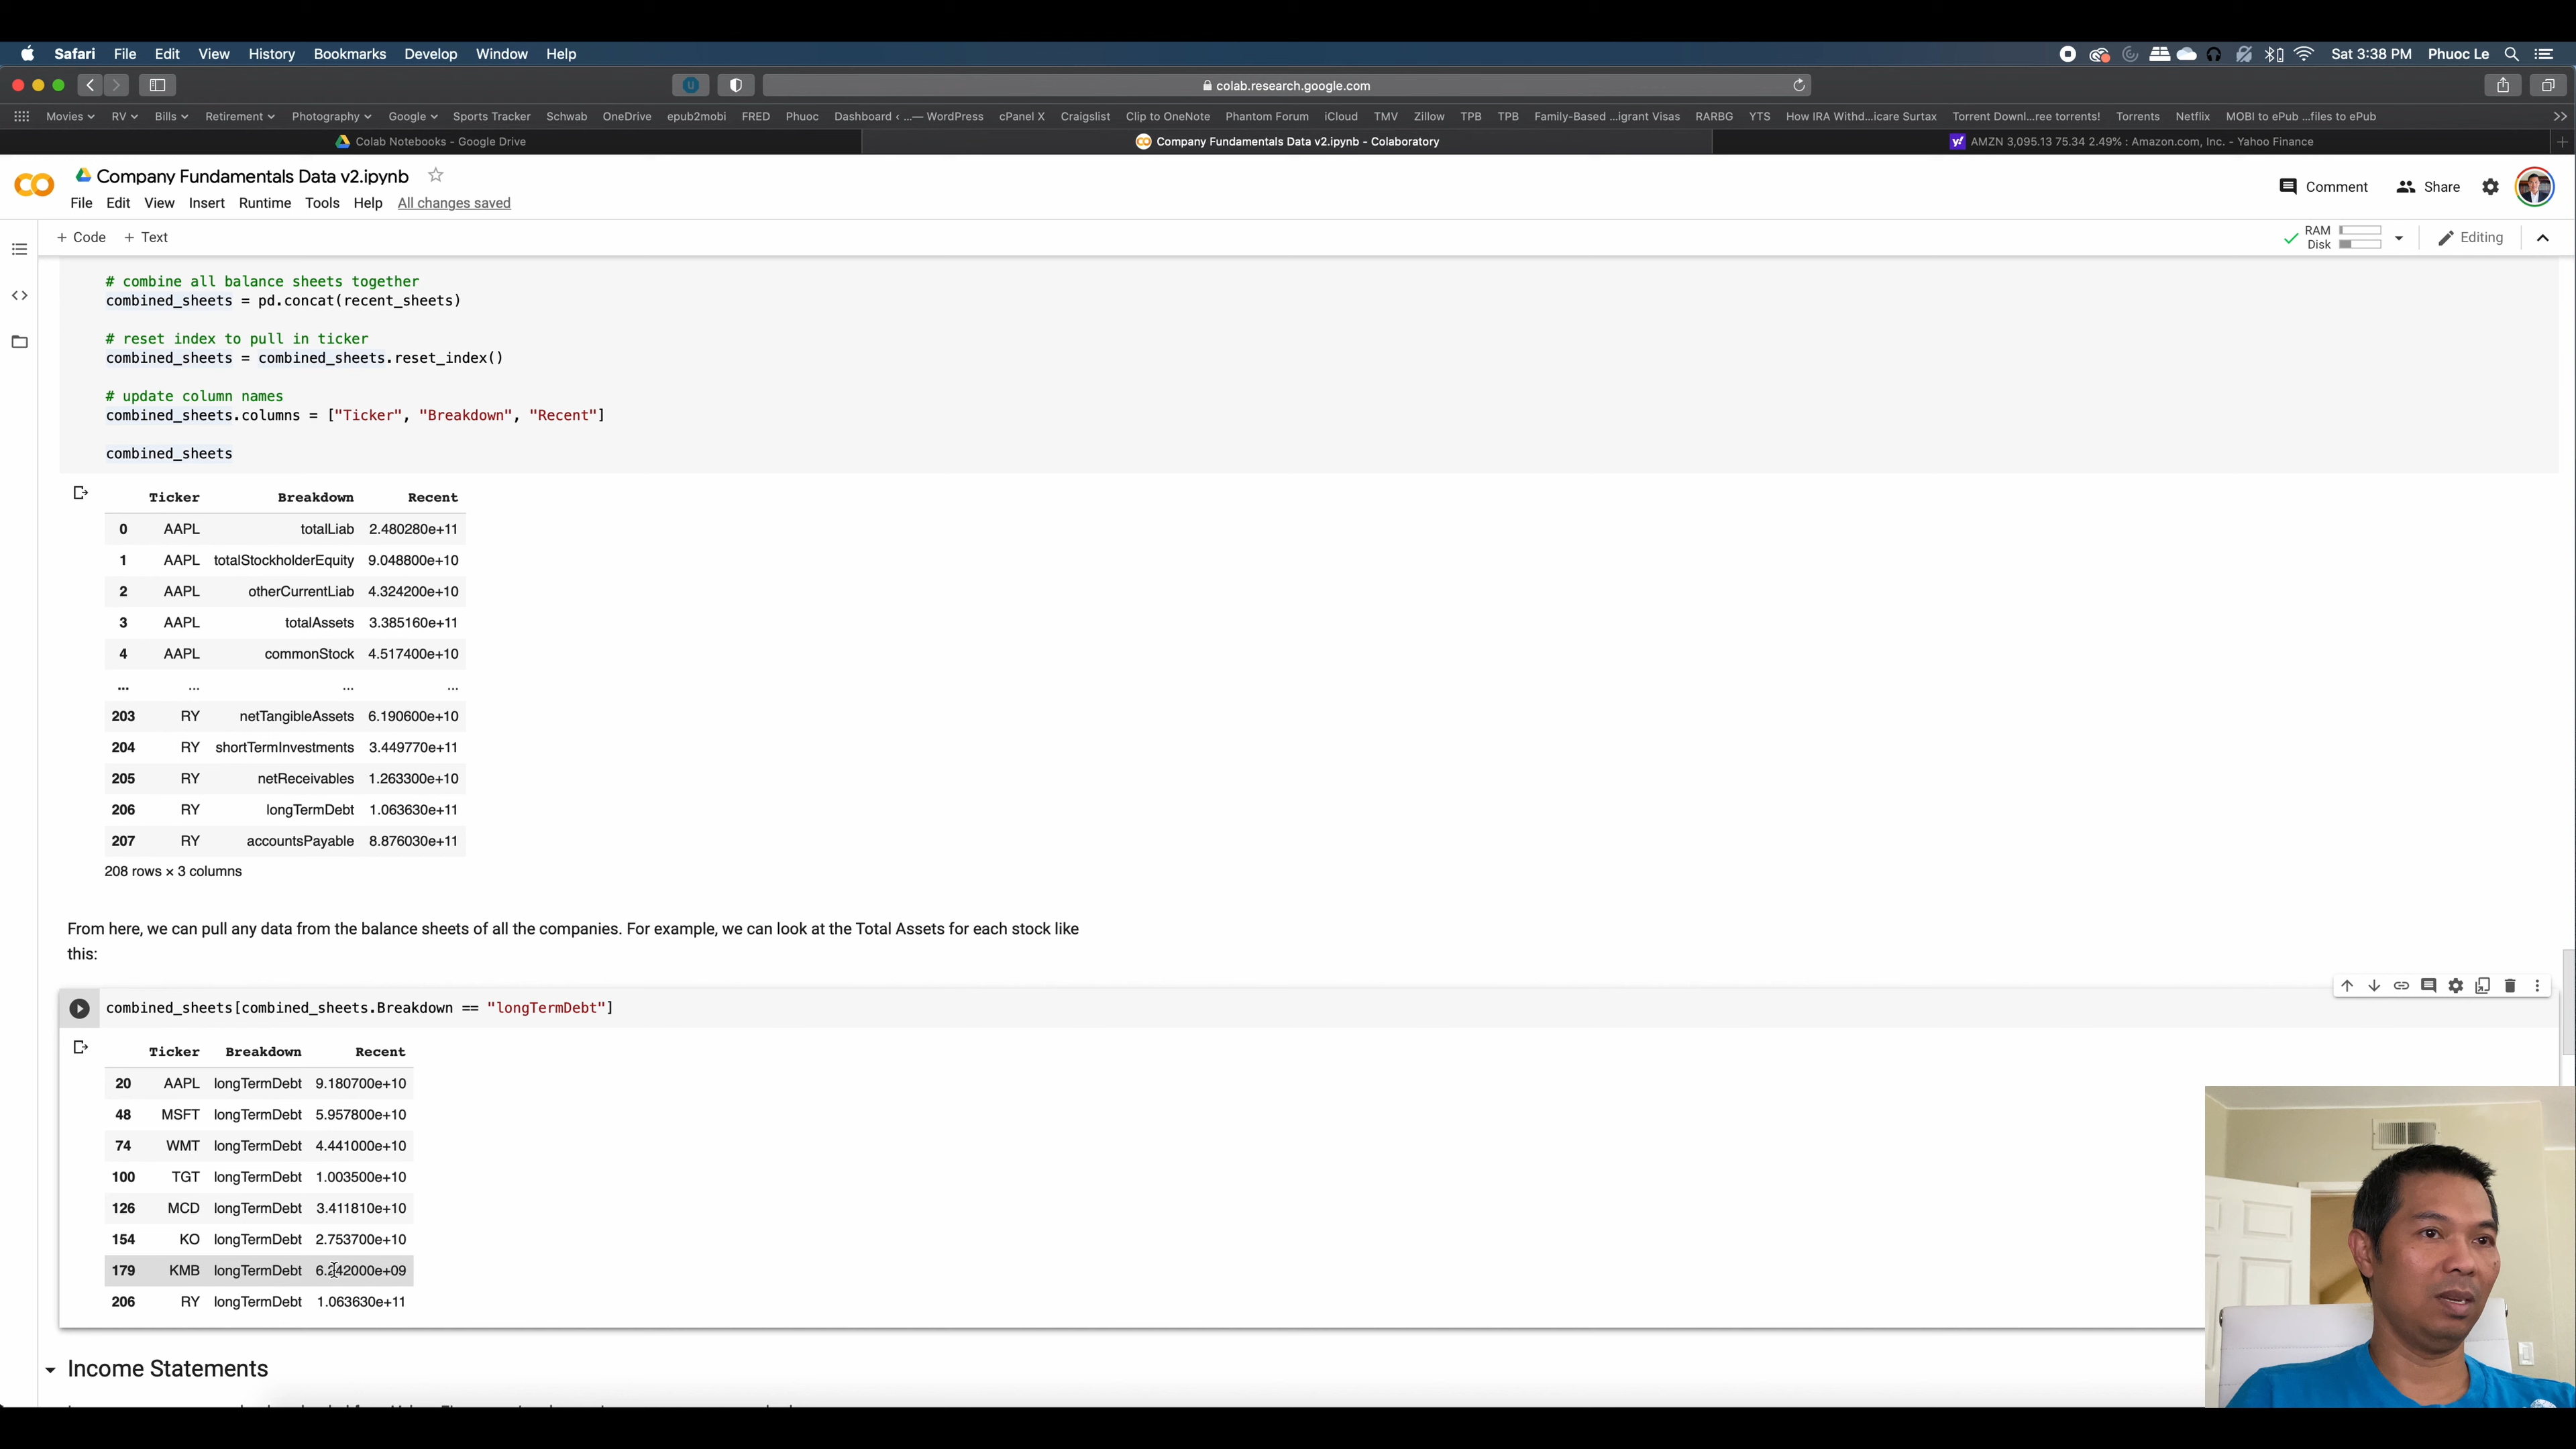 Safari File Edit View History Bookmarks Develop Window Help Sat 3:38 PM Phuoc Le
colab.research.google.com
Movies RV Bills Retirement Photography Google Sports Tracker Schwab OneDrive epub2mobi FRED Phuoc Dashboard ‹ ...— WordPress cPanel X Craigslist Clip to OneNote Phantom Forum iCloud TMV Zillow TPB TPB Family-Based ...igrant Visas RARBG YTS How IRA Withd...icare Surtax Torrent Downl...ree torrents! Torrents Netflix MOBI to ePub ...files to ePub
Colab Notebooks - Google Drive Company Fundamentals Data v2.ipynb - Colaboratory AMZN 3,095.13 75.34 2.49% : Amazon.com, Inc. - Yahoo Finance
Company Fundamentals Data v2.ipynb
Comment Share
File Edit View Insert Runtime Tools Help All changes saved
+ Code + Text RAM Disk Editing
# combine all balance sheets together
combined_sheets = pd.concat(recent_sheets)
# reset index to pull in ticker
combined_sheets = combined_sheets.reset_index()
# update column names
combined_sheets.columns = ["Ticker", "Breakdown", "Recent"]
combined_sheets
Ticker Breakdown Recent
0 AAPL totalLiab 2.480280e+11
1 AAPL totalStockholderEquity 9.048800e+10
2 AAPL otherCurrentLiab 4.324200e+10
3 AAPL totalAssets 3.385160e+11
4 AAPL commonStock 4.517400e+10
... ... ... ...
203 RY netTangibleAssets 6.190600e+10
204 RY shortTermInvestments 3.449770e+11
205 RY netReceivables 1.263300e+10
206 RY longTermDebt 1.063630e+11
207 RY accountsPayable 8.876030e+11
208 rows × 3 columns
From here, we can pull any data from the balance sheets of all the companies. For example, we can look at the Total Assets for each stock like
this:
combined_sheets[combined_sheets.Breakdown == "longTermDebt"]
Ticker Breakdown Recent
20 AAPL longTermDebt 9.180700e+10
48 MSFT longTermDebt 5.957800e+10
74 WMT longTermDebt 4.441000e+10
100 TGT longTermDebt 1.003500e+10
126 MCD longTermDebt 3.411810e+10
154 KO longTermDebt 2.753700e+10
179 KMB longTermDebt 6.242000e+09
206 RY longTermDebt 1.063630e+11
Income Statements